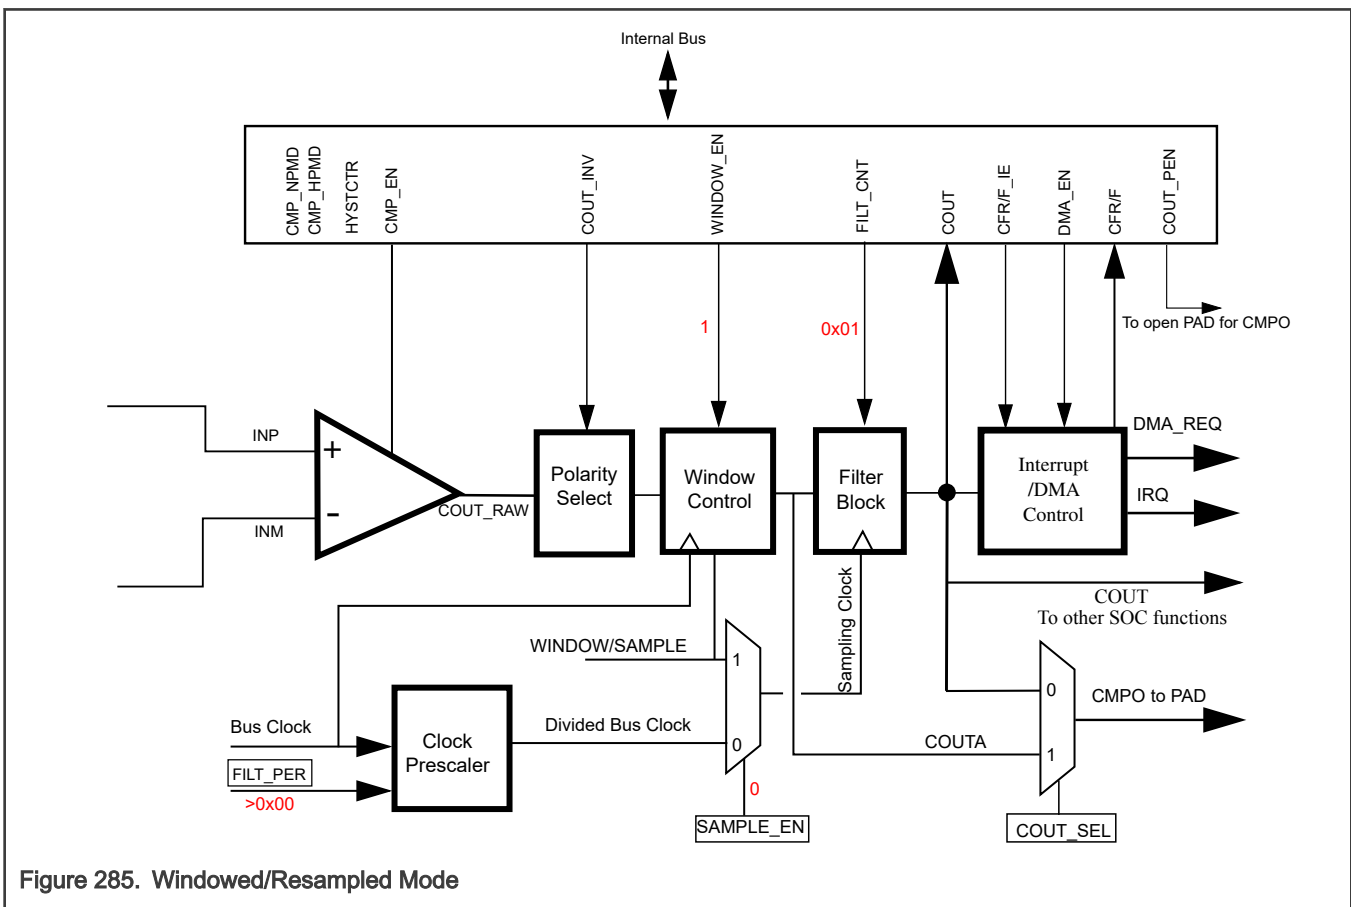 Internal Bus
CMP_NPMD
CMP_HPMD
HYSTCTR
CMP_EN
COUT_INV
WINDOW_EN
FILT_CNT
COUT
CFR/F_IE
DMA_EN
CFR/F
COUT_PEN
1
0x01
To open PAD for CMPO
INP
+
-
INM
COUT_RAW
Polarity
Select
Window
Control
Filter
Block
Interrupt
/DMA
Control
DMA_REQ
IRQ
COUT
To other SOC functions
Sampling Clock
WINDOW/SAMPLE
1
0
Bus Clock
FILT_PER
>0x00
Clock
Prescaler
Divided Bus Clock
0
SAMPLE_EN
COUTA
0
1
CMPO to PAD
COUT_SEL
Figure 285. Windowed/Resampled Mode